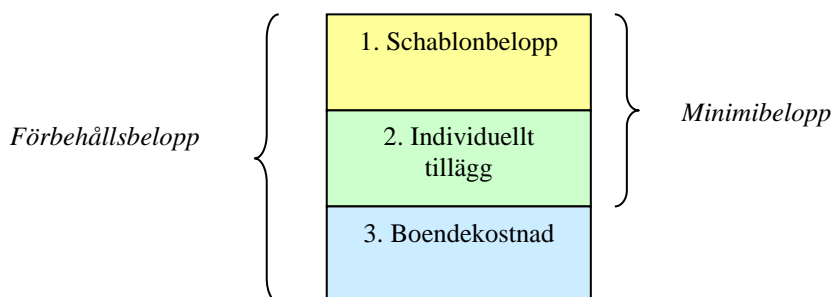 1. Schablonbelopp
Förbehållsbelopp
2. Individuellt
tillägg
Minimibelopp
3. Boendekostnad